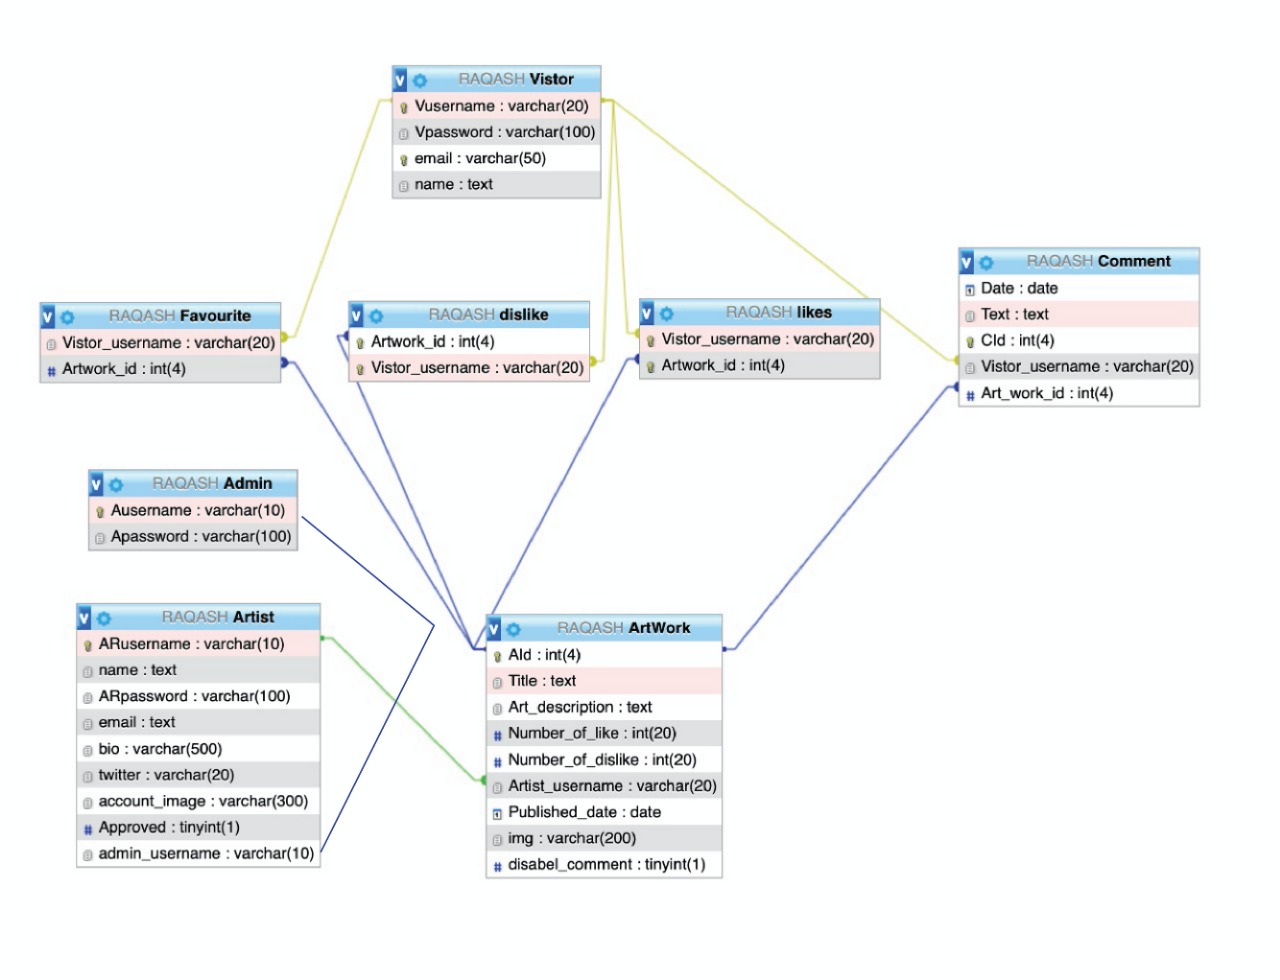 RAQASH Vistor
Vusername : varchar(20)
Vpassword : varchar(100)
email : varchar(50)
name : text
RAQASH Favourite
Vistor_username : varchar(20)
Artwork_id : int(4)
RAQASH dislike
Artwork_id : int(4)
Vistor_username : varchar(20)
RAQASH likes
Vistor_username : varchar(20)
Artwork_id : int(4)
RAQASH Comment
Date : date
Text : text
CId : int(4)
Vistor_username : varchar(20)
Art_work_id : int(4)
RAQASH Admin
Ausername : varchar(10)
Apassword : varchar(100)
RAQASH Artist
ARusername : varchar(10)
name : text
ARpassword : varchar(100)
email : text
bio : varchar(500)
twitter : varchar(20)
account_image : varchar(300)
Approved : tinyint(1)
admin_username : varchar(10)
RAQASH ArtWork
AId : int(4)
Title : text
Art_description : text
Number_of_like : int(20)
Number_of_dislike : int(20)
Artist_username : varchar(20)
Published_date : date
img : varchar(200)
disabel_comment : tinyint(1)